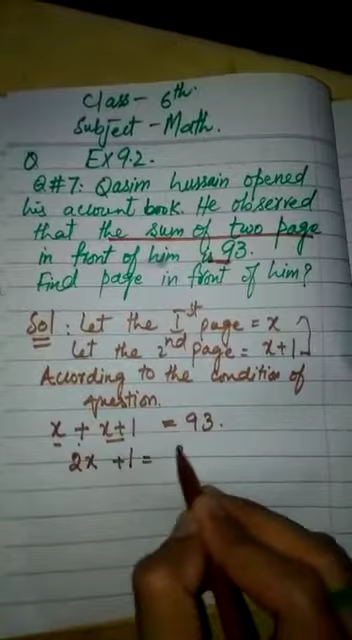 Class- 6th.
Subject - Math.
Q EX9.2.
Q#7: Qasim hussain opened
his account book. He observed
that the sum of two page
in front of him is 93.
Find page in front of him?
Sol: Let the Ist page = x
Let the 2nd page = x+1
According to the condition of
question.
x + x+1 = 93.
2x +1 =